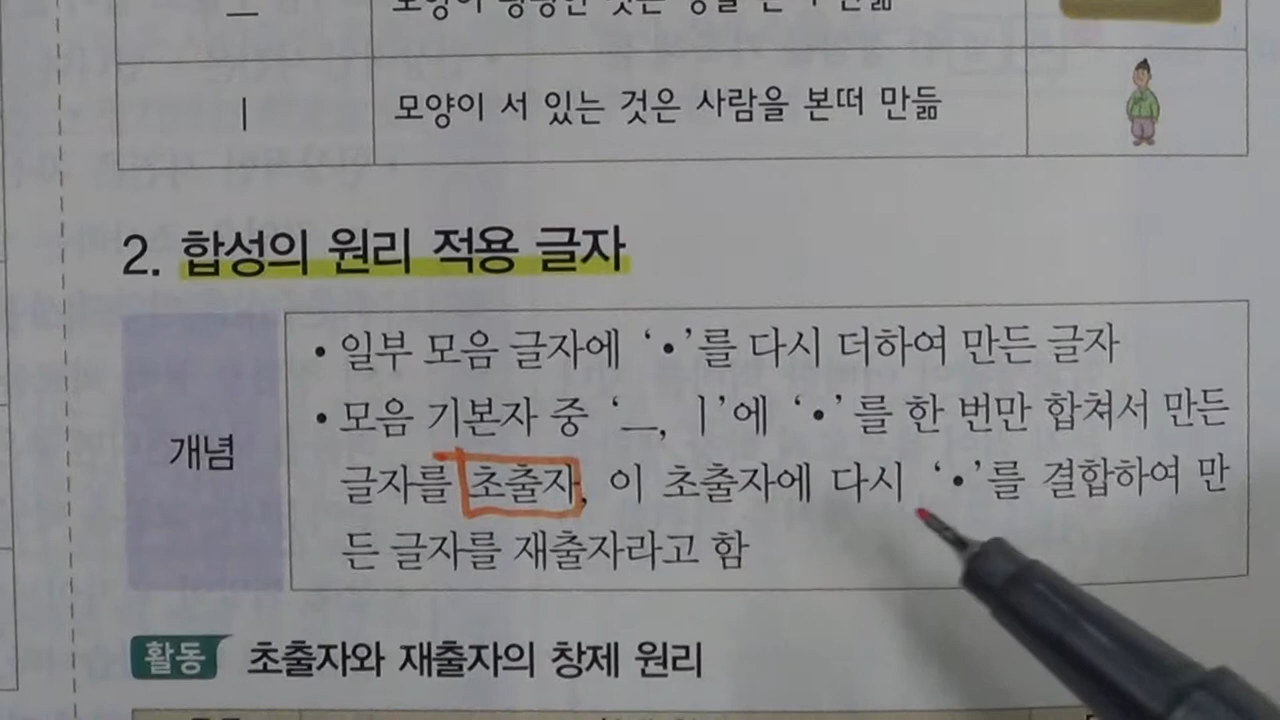 ㅡ 모양이
ㅣ 모양이 서 있는 것은 사람을 본떠 만듦
2. 합성의 원리 적용 글자
개념
• 일부 모음 글자에 ‘•’를 다시 더하여 만든 글자
• 모음 기본자 중 ‘ㅡ, ㅣ’에 ‘•’를 한 번만 합쳐서 만든
글자를 초출자, 이 초출자에 다시 ‘•’를 결합하여 만
든 글자를 재출자라고 함
활동 초출자와 재출자의 창제 원리